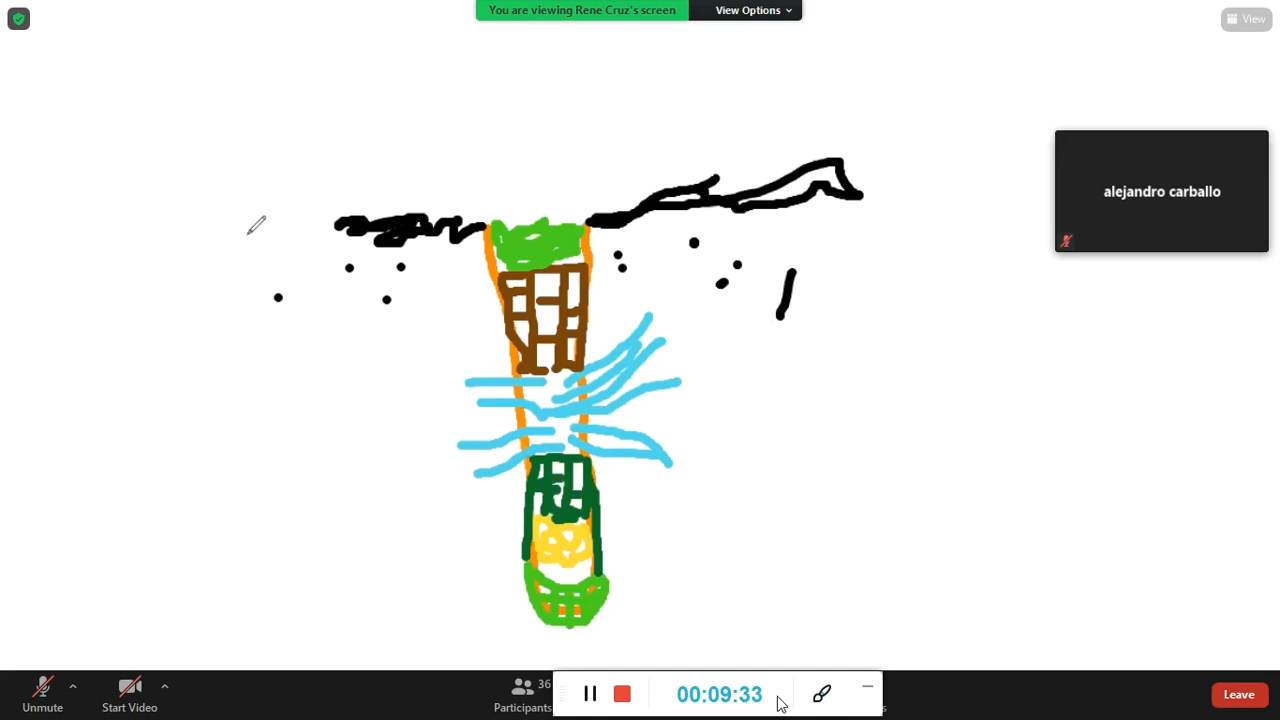 You are viewing Rene Cruz's screen
View Options
View
alejandro carballo
Unmute
Start Video
Participants
36
00:09:33
Leave